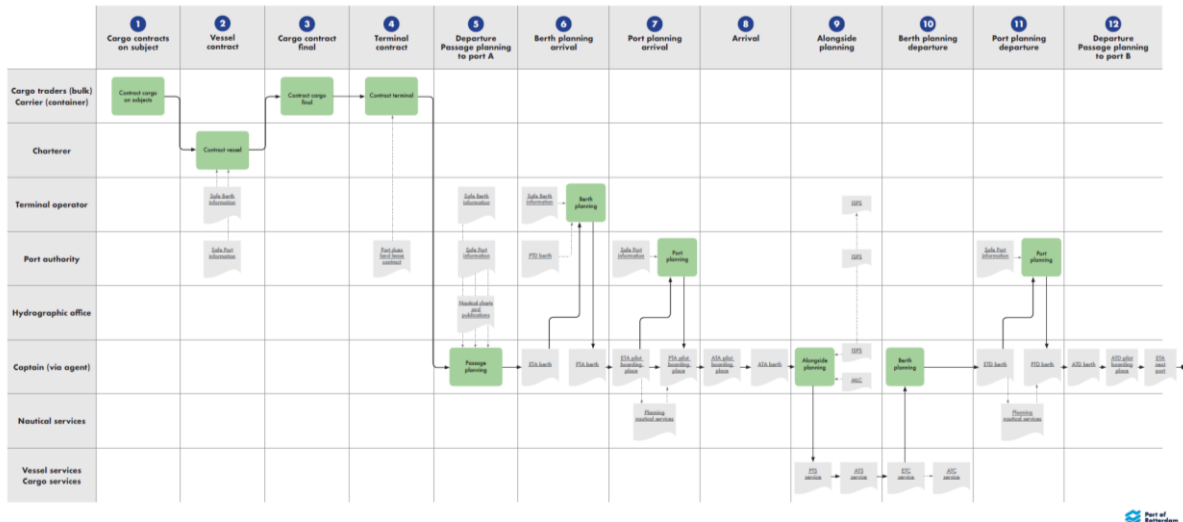 1 2 3 4 5 6 7 8 9 10 11 12
Cargo contracts
on subject
Vessel
contract
Cargo contract
final
Terminal
contract
Departure
Passage planning
to port A
Berth planning
arrival
Port planning
arrival
Arrival
Alongside
planning
Berth planning
departure
Port planning
departure
Departure
Passage planning
to port B
Cargo traders (bulk)
Carrier (container)
Contract cargo
on subjects
Contract cargo
final
Contract terminal
Charterer
Contract vessel
Terminal operator
Safe Berth
information
Safe Berth
information
Safe Berth
information
Berth
planning
ISPS
Port authority
Safe Port
information
Port dues
land lease
contract
Safe Port
information
PTD berth
Safe Port
information
Port
planning
ISPS
Safe Port
information
Port
planning
Hydrographic office
Nautical charts
and
publications
Captain (via agent)
Passage
planning
ETA berth
PTA berth
ETA pilot
boarding
place
PTA pilot
boarding
place
ATA pilot
boarding
place
ATA berth
Alongside
planning
ISPS
MLC
Berth
planning
ETD berth
PTD berth
ATD berth
ATD pilot
boarding
place
ETA
next
port
Nautical services
Planning
nautical services
Planning
nautical services
Vessel services
Cargo services
PTS
service
ATS
service
ETC
service
ATC
service
Port of
Rotterdam